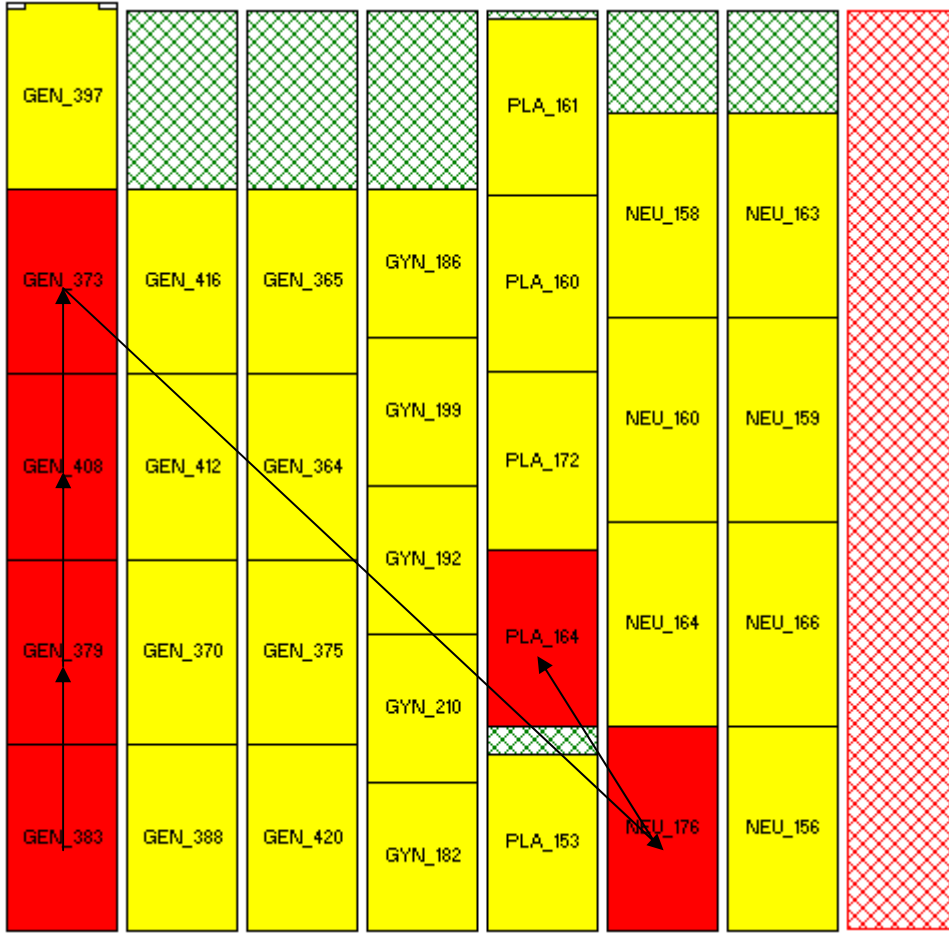 GEN_397
GEN_373
GEN_408
GEN_379
GEN_383
GEN_416
GEN_412
GEN_370
GEN_388
GEN_365
GEN_364
GEN_375
GEN_420
GYN_186
GYN_199
GYN_192
GYN_210
GYN_182
PLA_161
PLA_160
PLA_172
PLA_164
PLA_153
NEU_158
NEU_160
NEU_164
NEU_176
NEU_163
NEU_159
NEU_166
NEU_156